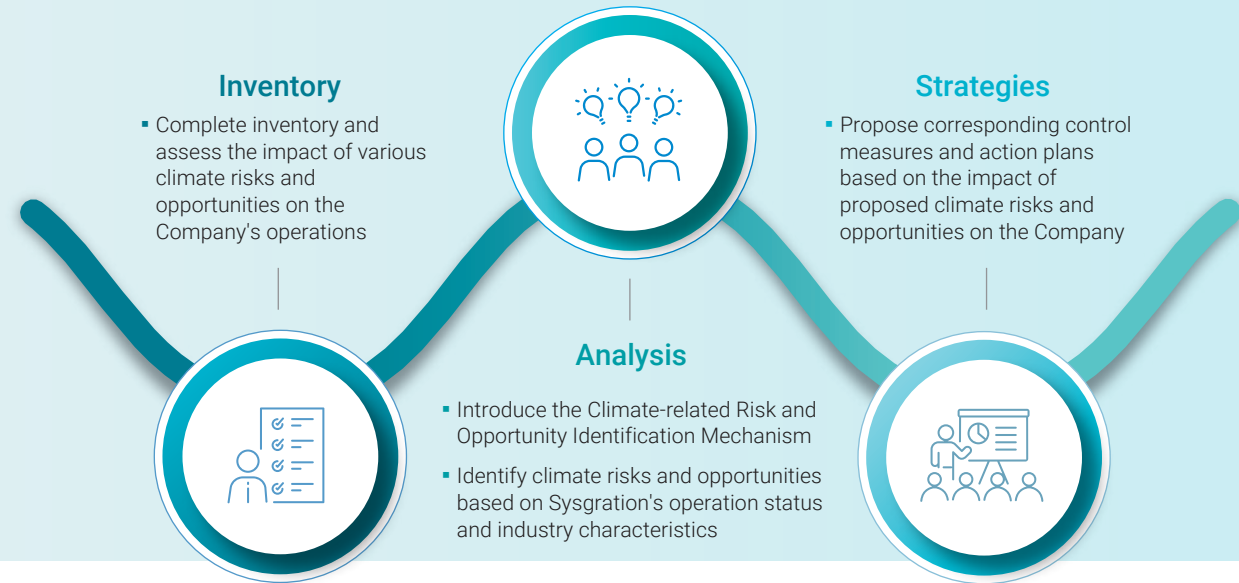 Inventory
▪ Complete inventory and
assess the impact of various
climate risks and
opportunities on the
Company's operations
Analysis
▪ Introduce the Climate-related Risk and
Opportunity Identification Mechanism
▪ Identify climate risks and opportunities
based on Sysgration's operation status
and industry characteristics
Strategies
▪ Propose corresponding control
measures and action plans
based on the impact of
proposed climate risks and
opportunities on the Company